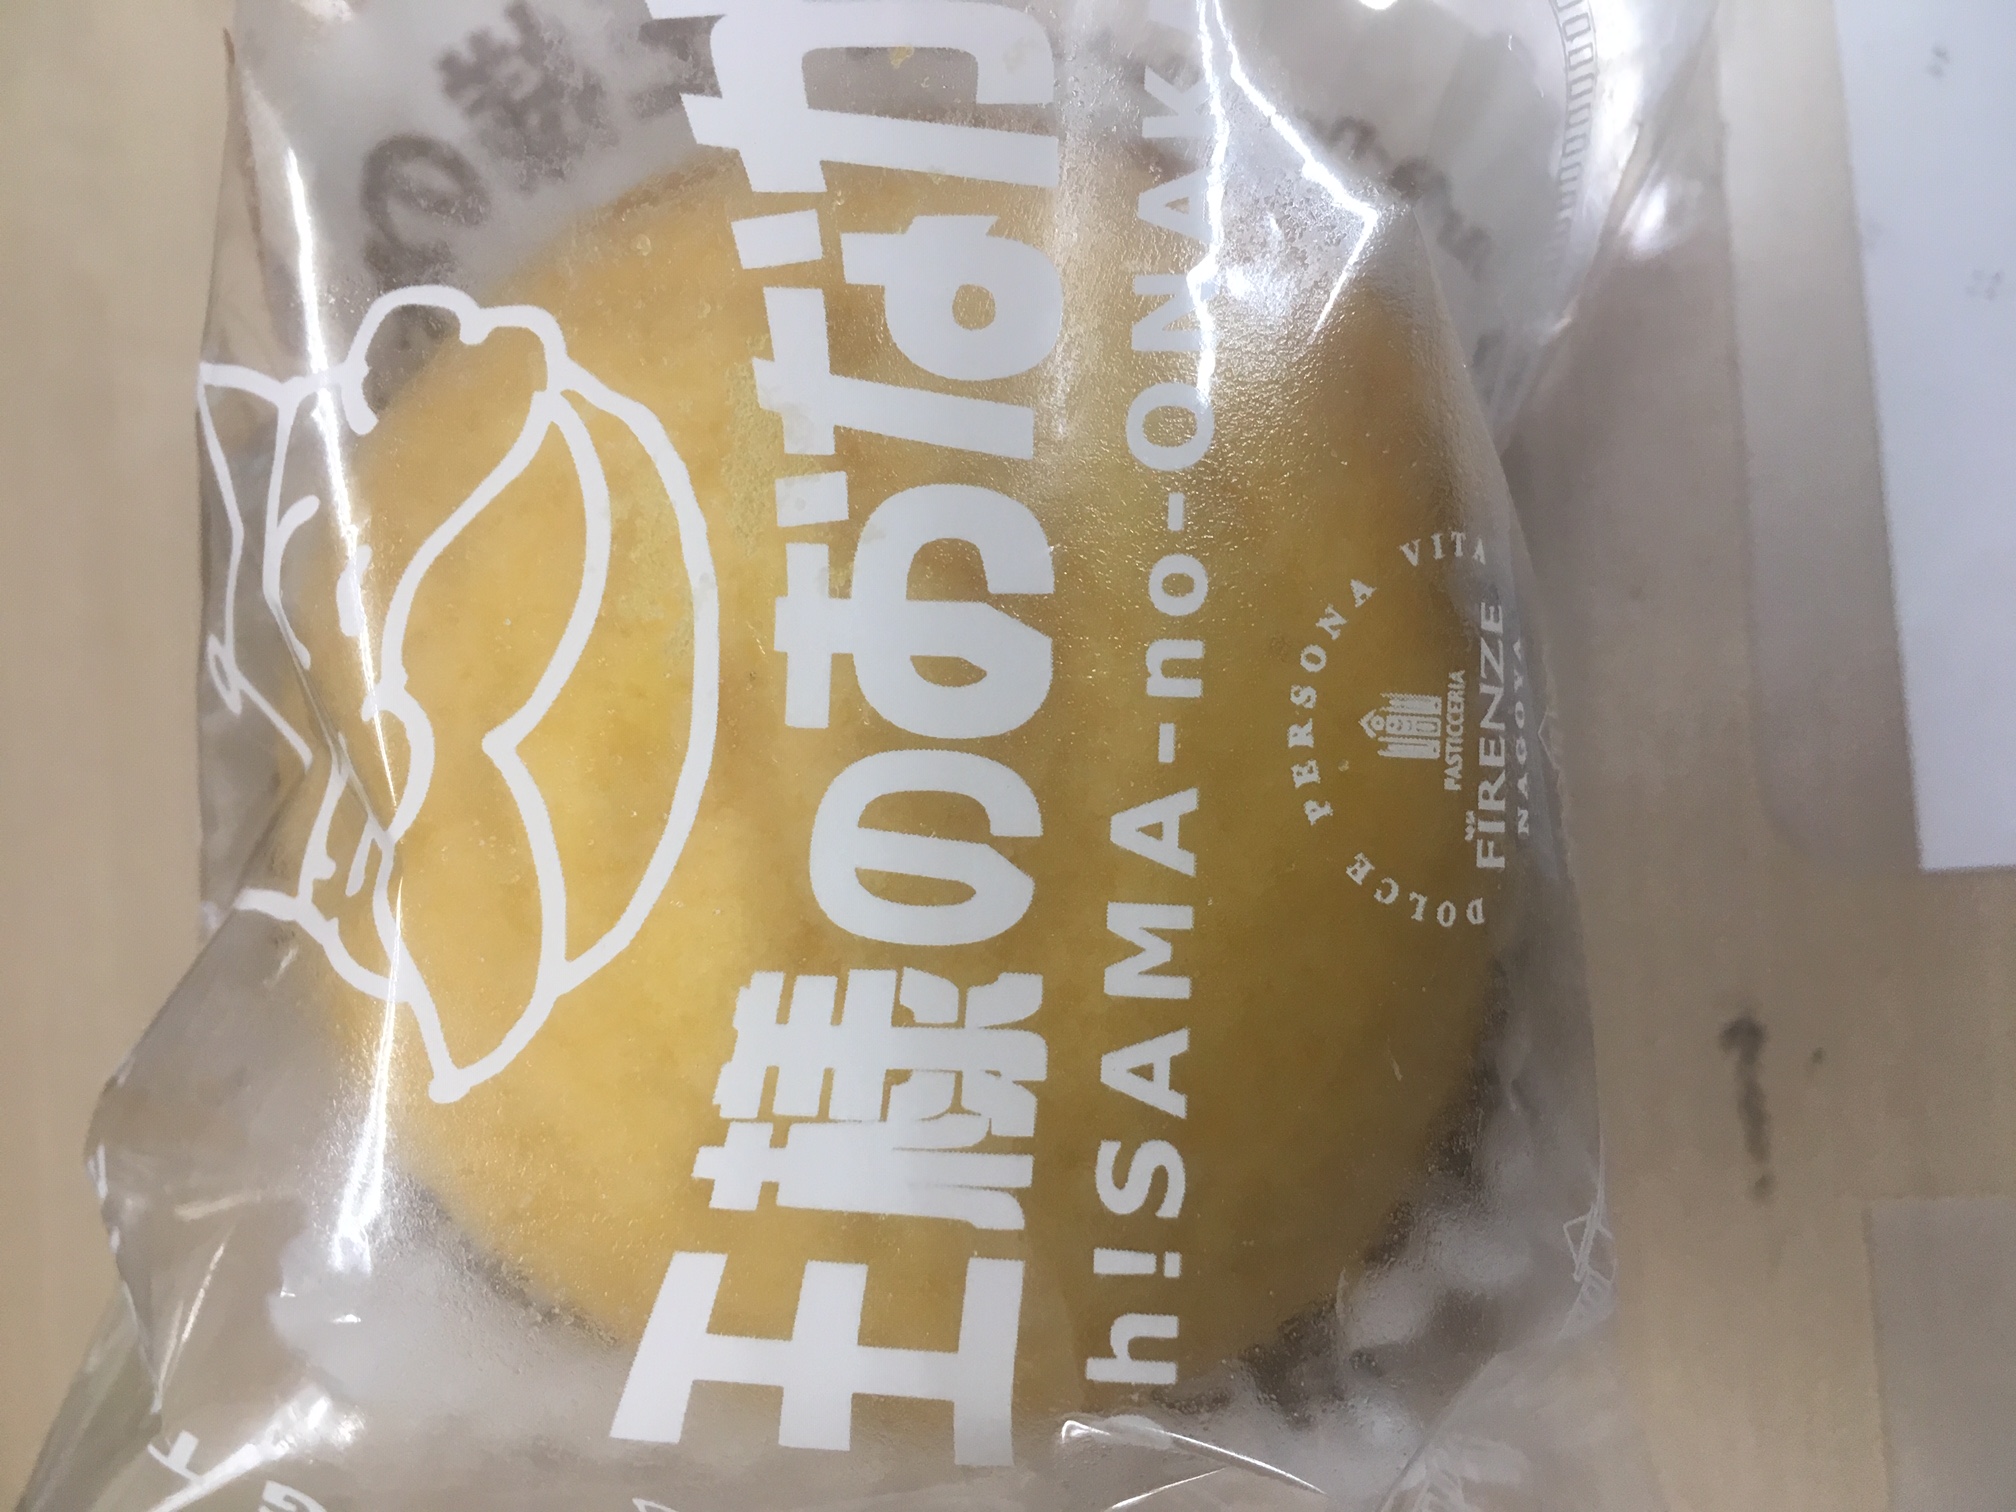 王様のおなか
h!SAMA-no-ONAK
DOLCE PERSONA VITA
PASTICCERIA
FIRENZE
NAGOYA